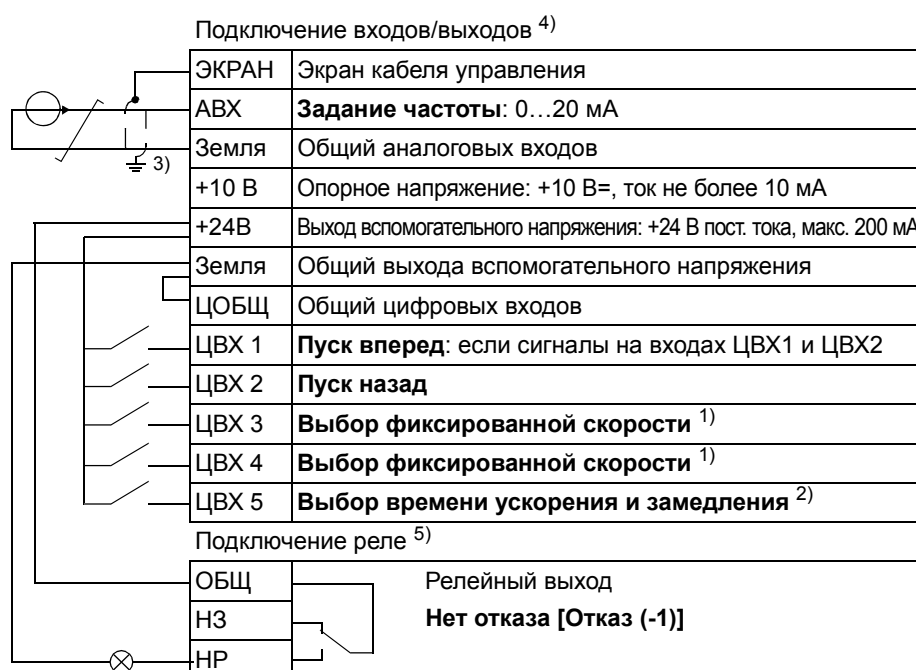 Подключение входов/выходов 4)
ЭКРАН Экран кабеля управления
АВХ Задание частоты: 0…20 мА
Земля Общий аналоговых входов
3)
+10 В Опорное напряжение: +10 В=, ток не более 10 мА
+24В Выход вспомогательного напряжения: +24 В пост. тока, макс. 200 мА
Земля Общий выхода вспомогательного напряжения
ЦОБЩ Общий цифровых входов
ЦВХ 1 Пуск вперед: если сигналы на входах ЦВХ1 и ЦВХ2
ЦВХ 2 Пуск назад
ЦВХ 3 Выбор фиксированной скорости 1)
ЦВХ 4 Выбор фиксированной скорости 1)
ЦВХ 5 Выбор времени ускорения и замедления 2)
Подключение реле 5)
ОБЩ Релейный выход
НЗ Нет отказа [Отказ (-1)]
НР